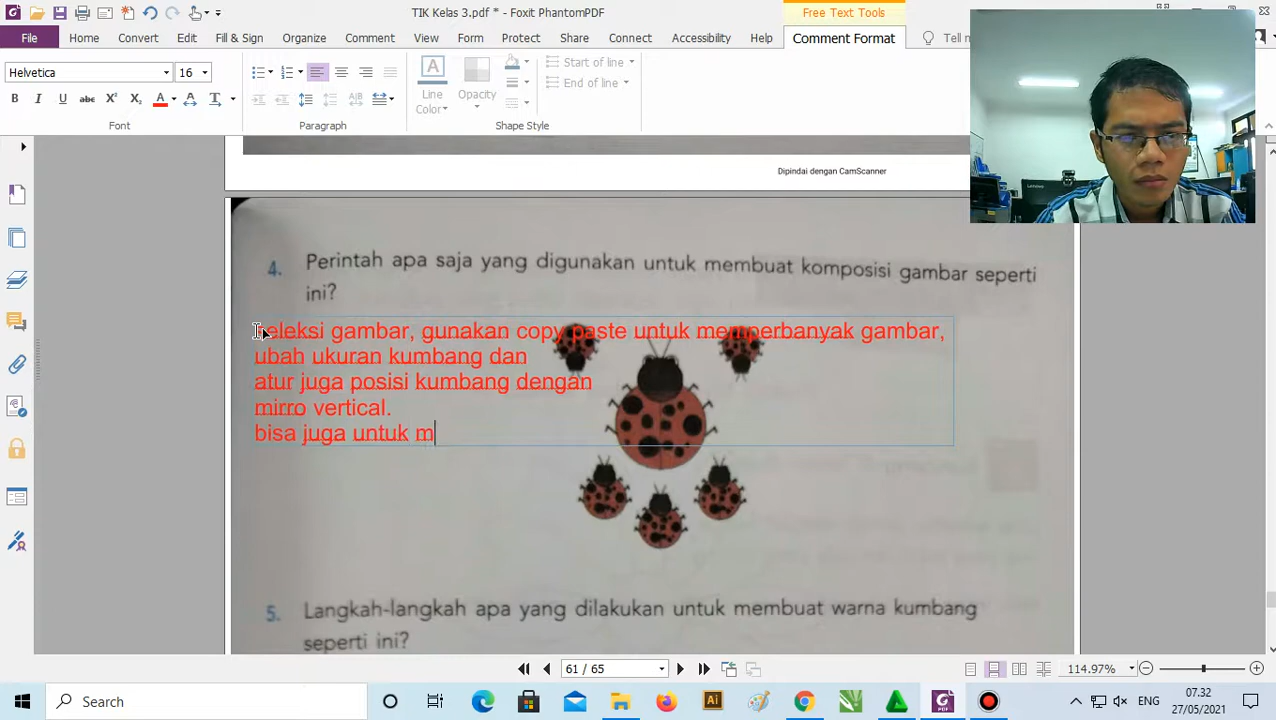 TIK Kelas 3.pdf * - Foxit PhantomPDF
Free Text Tools
File
Home
Convert
Edit
Fill & Sign
Organize
Comment
View
Form
Protect
Share
Connect
Accessibility
Help
Comment Format
Tell m
Helvetica
16
Start of line
End of line
Line Color
Opacity
Font
Paragraph
Shape Style
Dipindai dengan CamScanner
4. Perintah apa saja yang digunakan untuk membuat komposisi gambar seperti
ini?
seleksi gambar, gunakan copy paste untuk memperbanyak gambar,
ubah ukuran kumbang dan
atur juga posisi kumbang dengan
mirro vertical.
bisa juga untuk m
5. Langkah-langkah apa yang dilakukan untuk membuat warna kumbang
seperti ini?
61 / 65
114.97%
Search
ENG
07.32
27/05/2021